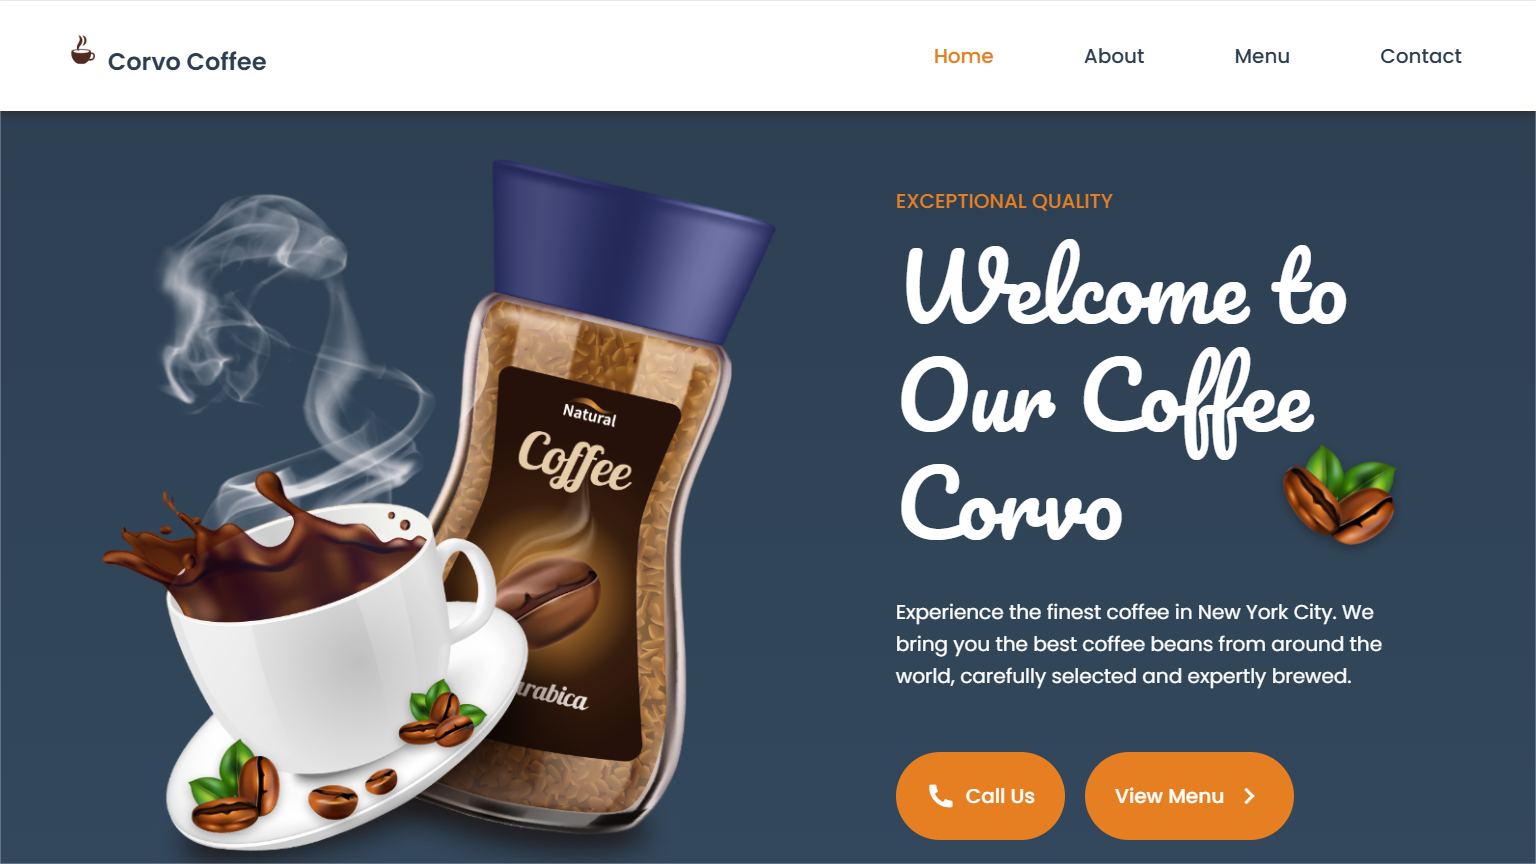 Corvo Coffee
Home
About
Menu
Contact
EXCEPTIONAL QUALITY
Welcome to
Our Coffee
Corvo
Natural
Coffee
arabica
Experience the finest coffee in New York City. We
bring you the best coffee beans from around the
world, carefully selected and expertly brewed.
Call Us
View Menu